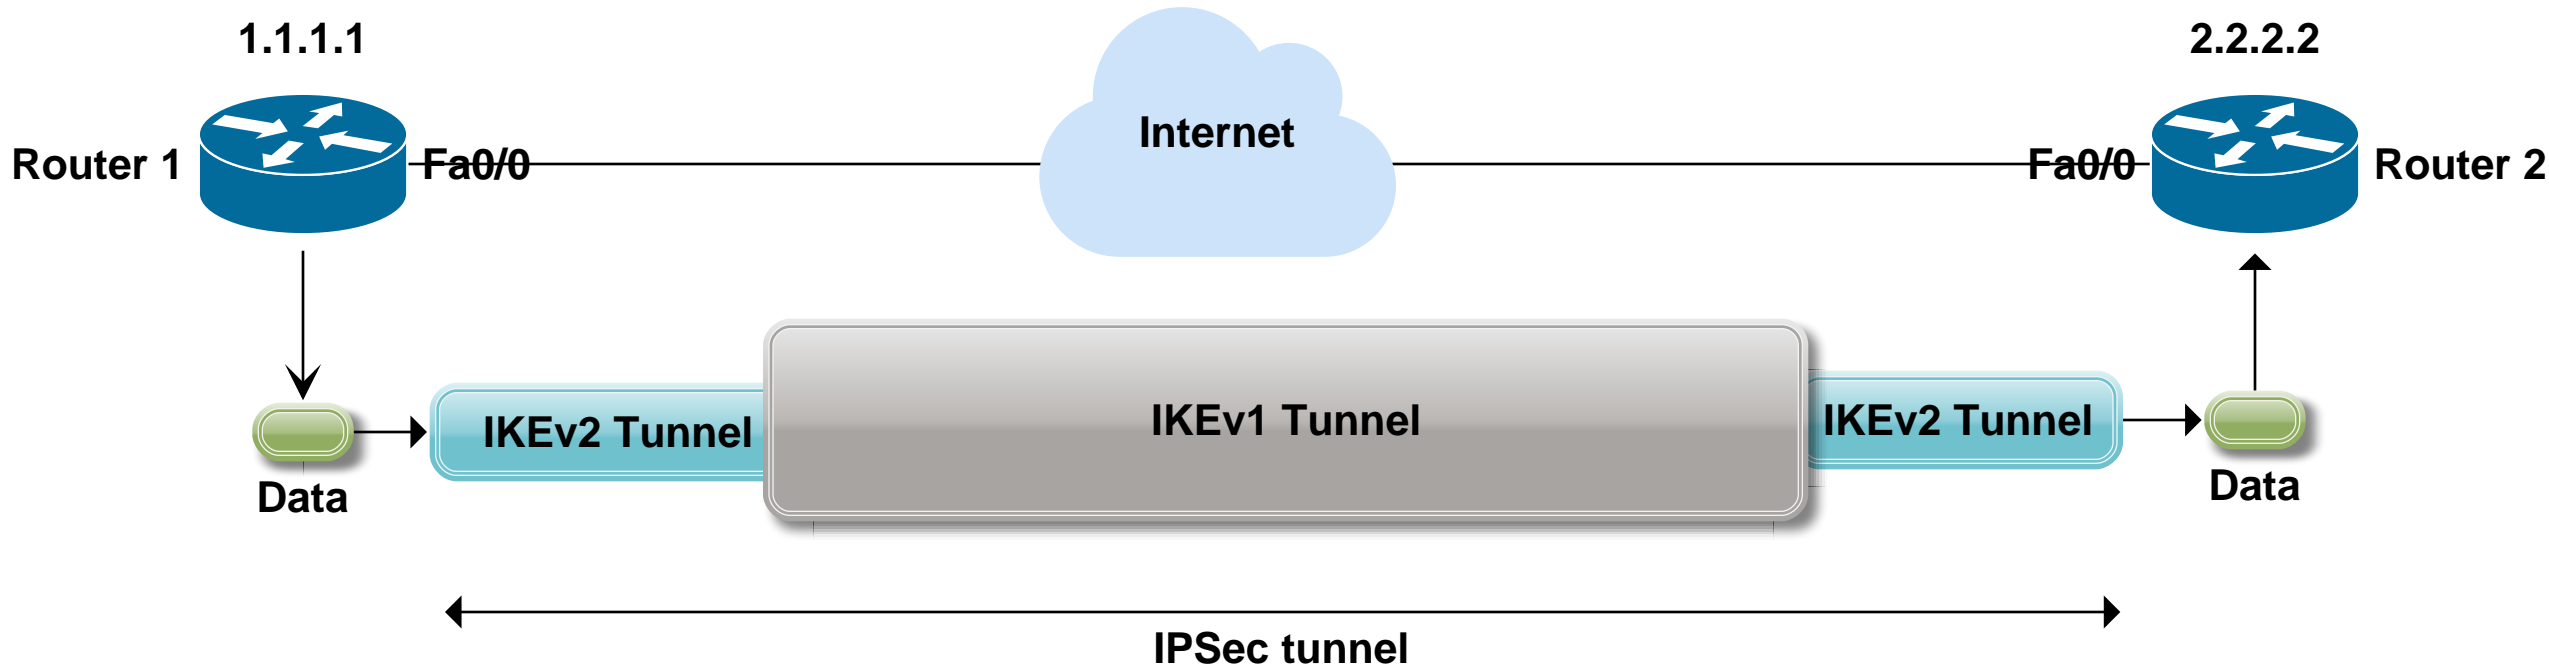 1.1.1.1
2.2.2.2
Internet
Router 1
Fa0/0
Fa0/0
Router 2
IKEv2 Tunnel
IKEv1 Tunnel
IKEv2 Tunnel
Data
Data
IPSec tunnel